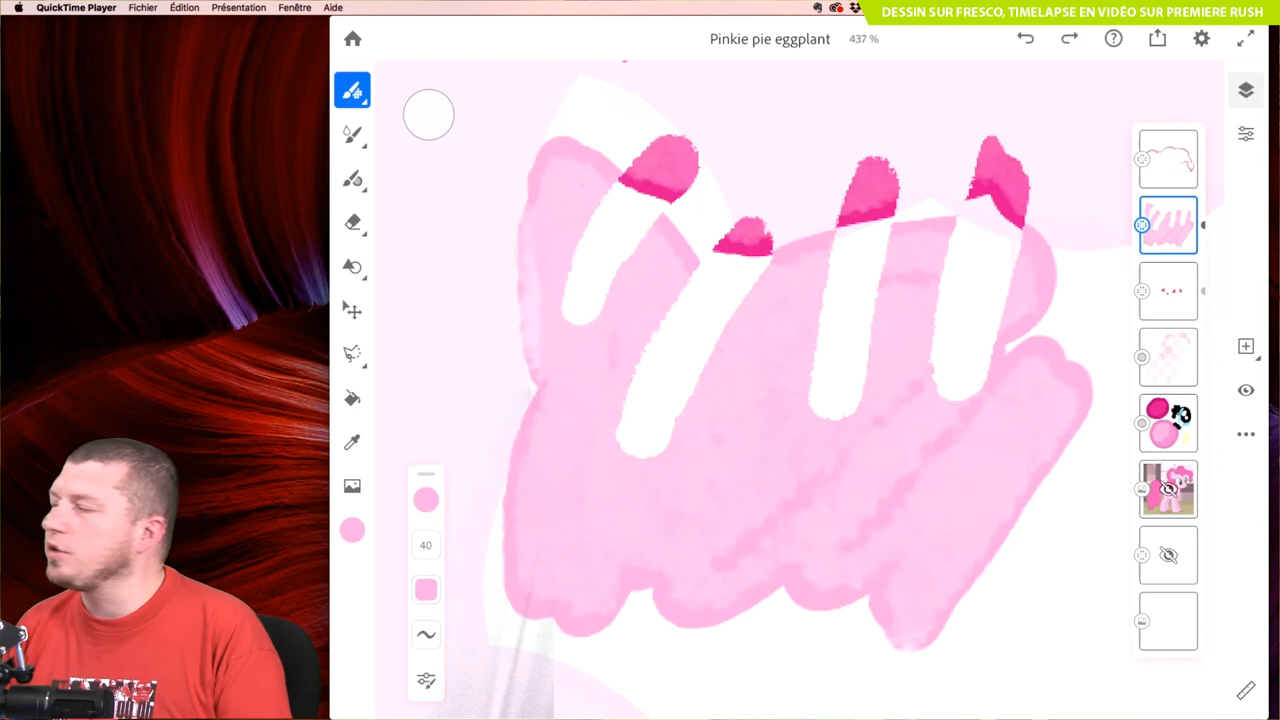 QuickTime Player Fichier Édition Présentation Fenêtre Aide
DESSIN SUR FRESCO, TIMELAPSE EN VIDÉO SUR PREMIERE RUSH
Pinkie pie eggplant 437 %
40